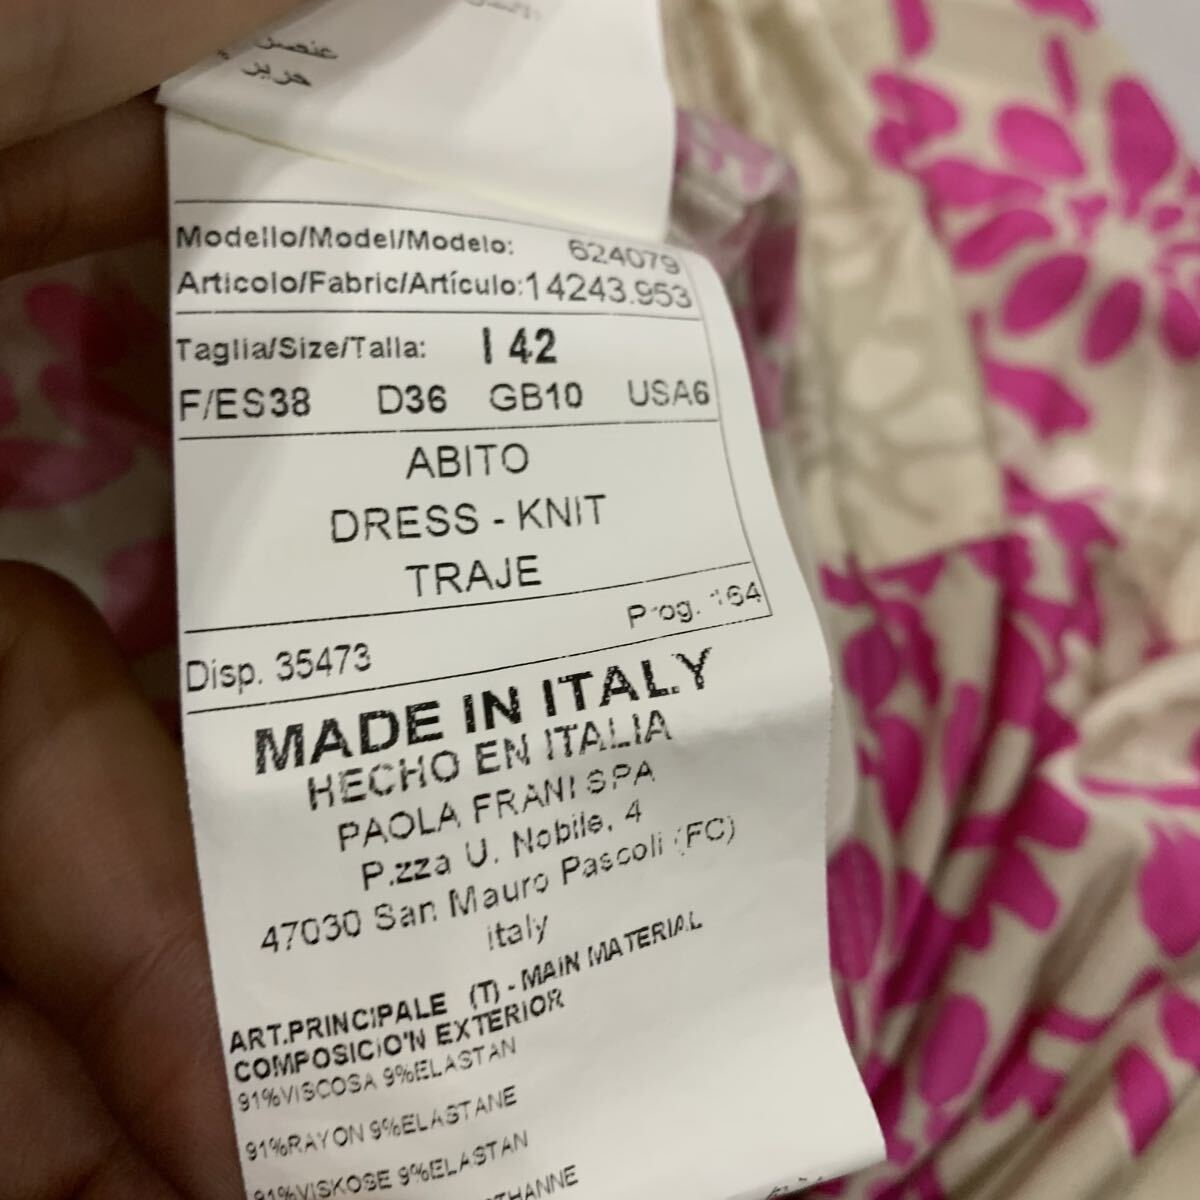 عنصر
حرير
Modello/Model/Modelo: 624079
Articolo/Fabric/Artículo: 14243.953
Taglia/Size/Talla: I 42
F/ES38 D36 GB10 USA6
ABITO
DRESS - KNIT
TRAJE
Disp. 35473 Prog. 164
MADE IN ITALY
HECHO EN ITALIA
PAOLA FRANI SPA
P.zza U. Nobile, 4
47030 San Mauro Pascoli (FC)
Italy
ART.PRINCIPALE (T) - MAIN MATERIAL
COMPOSICIO'N EXTERIOR
91%VISCOSA 9%ELASTAN
91%RAYON 9%ELASTANE
91%VISKOSE 9%ELASTAN